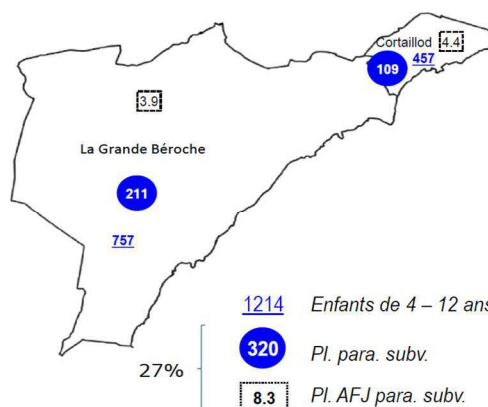 Cortaillod 4.4
109 457
3.9
La Grande Béroche
211
757
1214 Enfants de 4 – 12 ans
320 Pl. para. subv.
27%
8.3 Pl. AFJ para. subv.